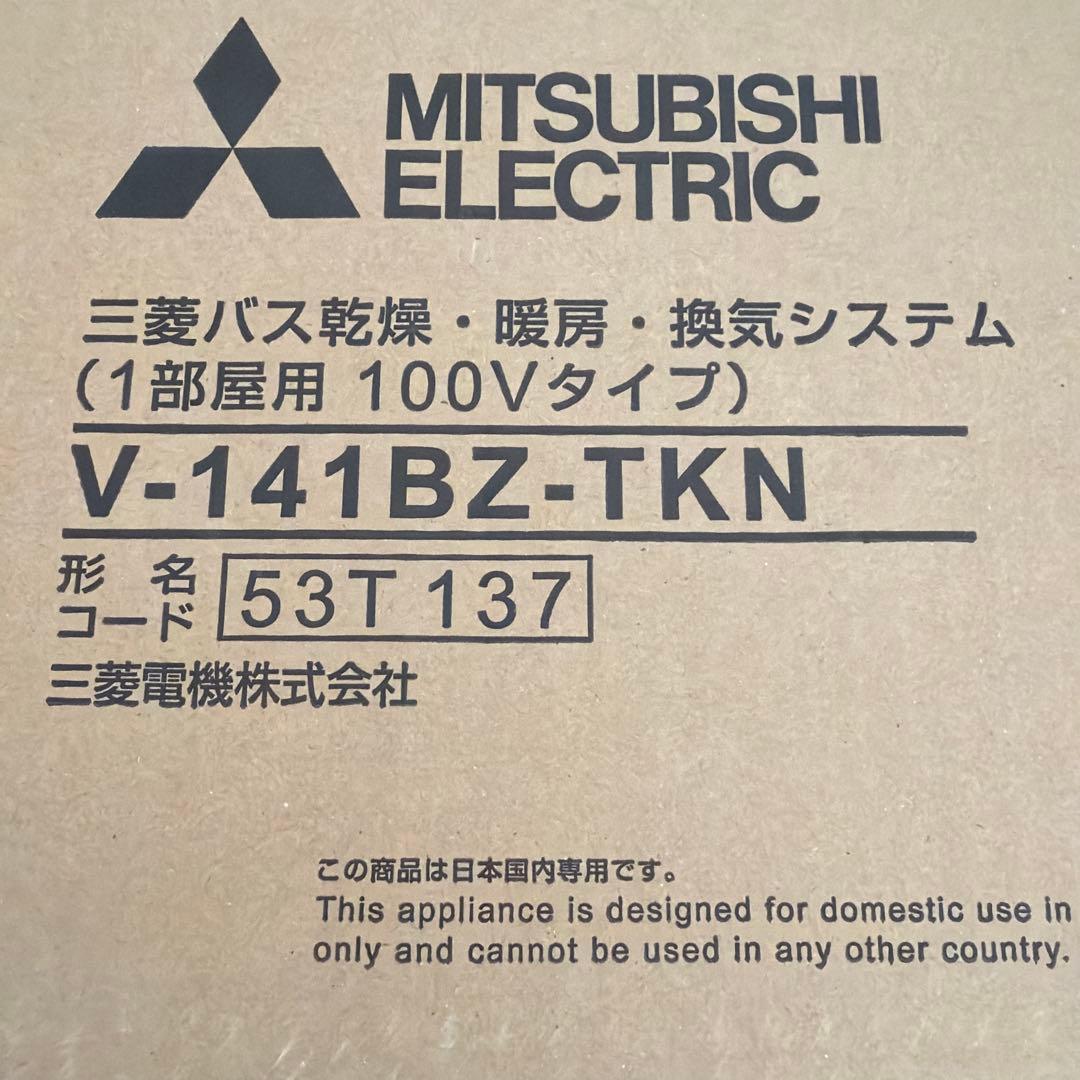 MITSUBISHI
ELECTRIC
三菱バス乾燥・暖房・換気システム
(1部屋用 100Vタイプ)
V-141BZ-TKN
形 名
コード 53T 137
三菱電機株式会社
この商品は日本国内専用です。
This appliance is designed for domestic use in
only and cannot be used in any other country.